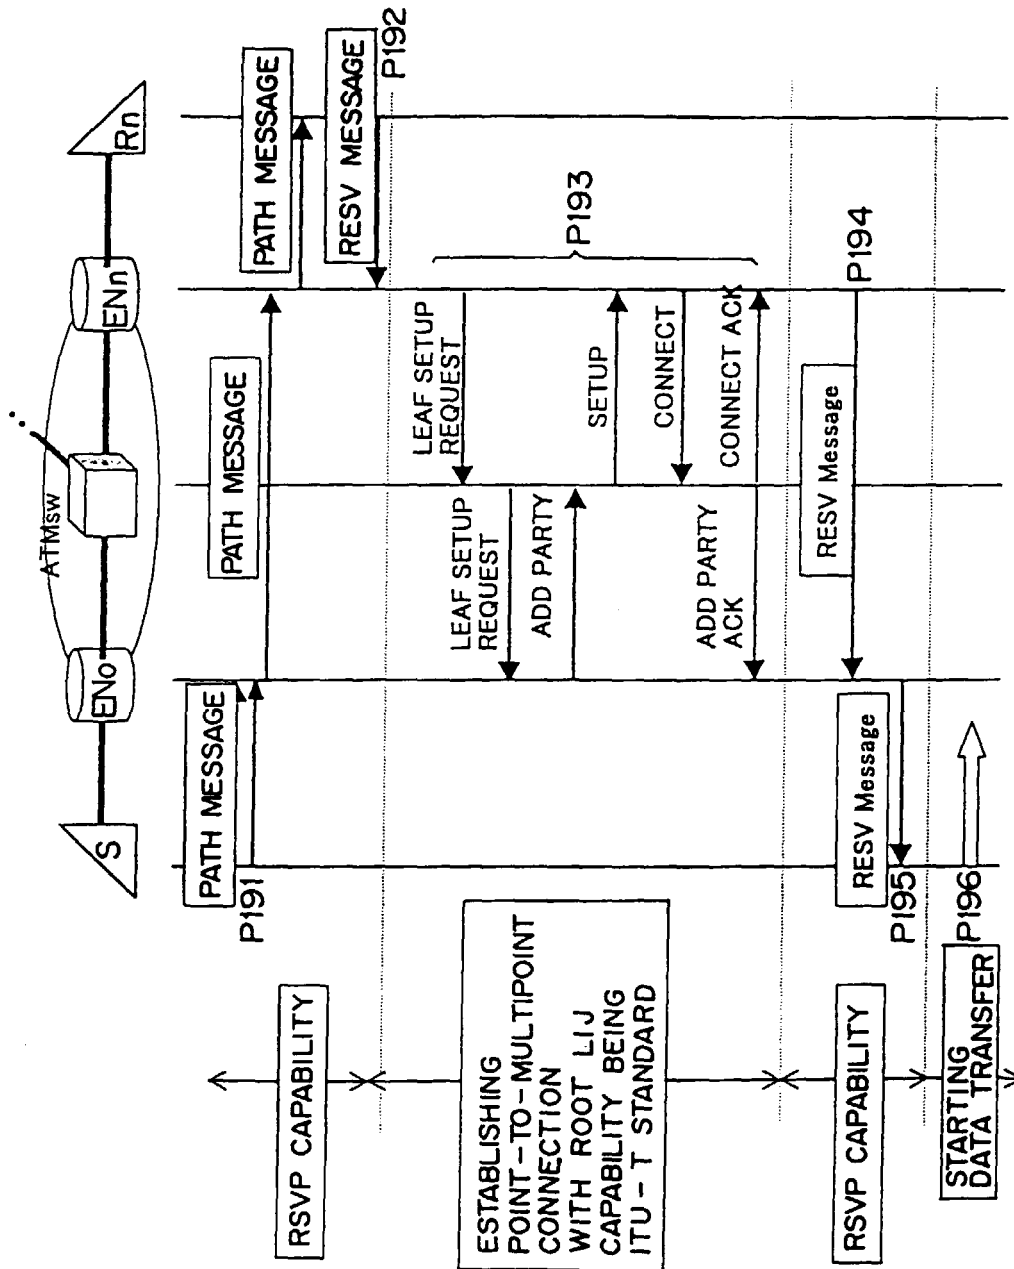 S
ENo
ATMsw
ENn
Rn
RSVP CAPABILITY
PATH MESSAGE
P191
PATH MESSAGE
PATH MESSAGE
RESV MESSAGE
P192
ESTABLISHING
POINT-TO-MULTIPOINT
CONNECTION
WITH ROOT LIJ
CAPABILITY BEING
ITU-T STANDARD
LEAF SETUP
REQUEST
LEAF SETUP
REQUEST
ADD PARTY
SETUP
CONNECT
ADD PARTY
ACK
CONNECT ACK
P193
RSVP CAPABILITY
RESV Message
P194
RESV Message
P195
STARTING
DATA TRANSFER
P196